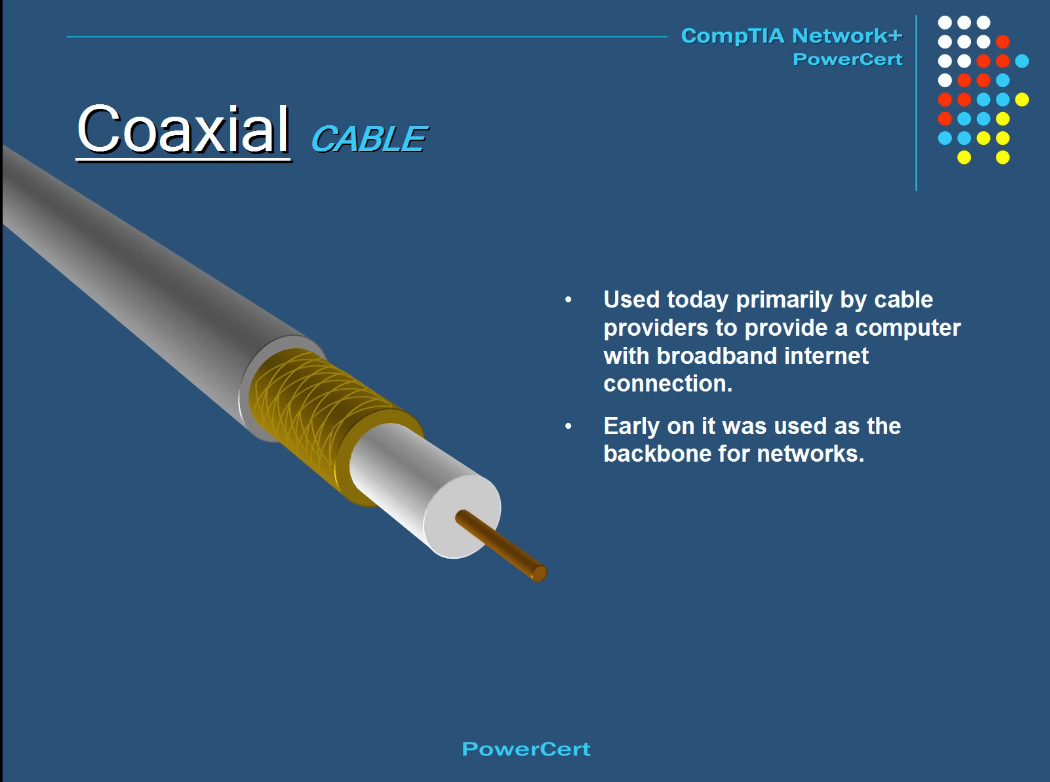 CompTIA Network+
PowerCert
Coaxial CABLE
• Used today primarily by cable
providers to provide a computer
with broadband internet
connection.
• Early on it was used as the
backbone for networks.
PowerCert